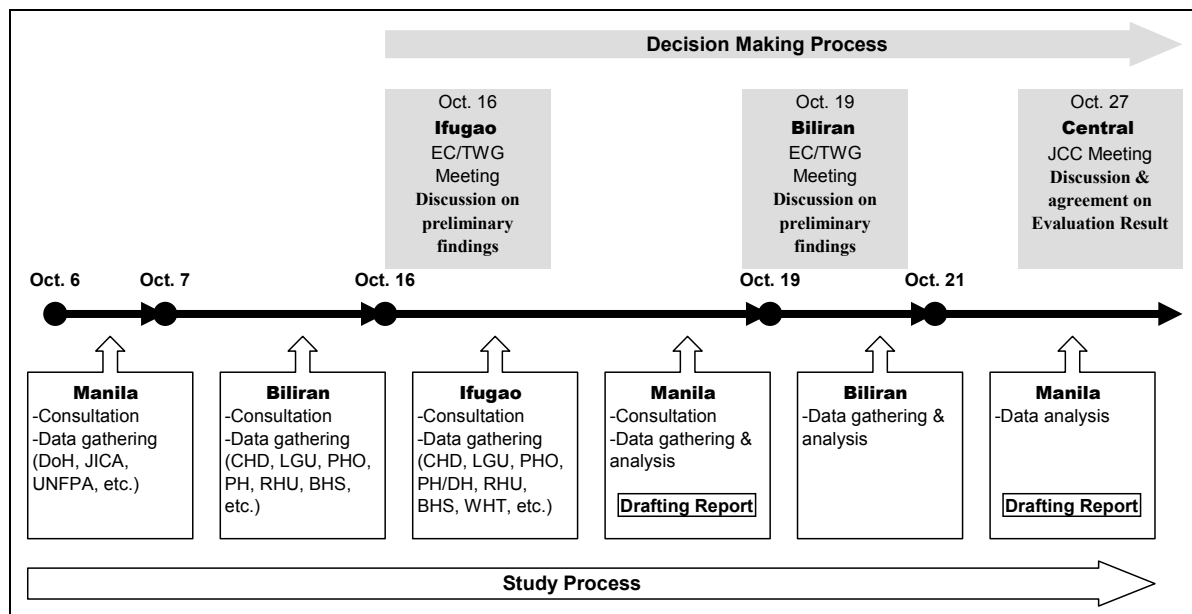 Decision Making Process
Oct. 16
Ifugao
EC/TWG
Meeting
Discussion on
preliminary
findings
Oct. 19
Biliran
EC/TWG
Meeting
Discussion on
preliminary
findings
Oct. 27
Central
JCC Meeting
Discussion &
agreement on
Evaluation Result
Oct. 6
Oct. 7
Oct. 16
Oct. 19
Oct. 21
Manila
-Consultation
-Data gathering
(DoH, JICA,
UNFPA, etc.)
Biliran
-Consultation
-Data gathering
(CHD, LGU, PHO,
PH, RHU, BHS,
etc.)
Ifugao
-Consultation
-Data gathering
(CHD, LGU, PHO,
PH/DH, RHU,
BHS, WHT, etc.)
Manila
-Consultation
-Data gathering &
analysis
Drafting Report
Biliran
-Data gathering &
analysis
Manila
-Data analysis
Drafting Report
Study Process